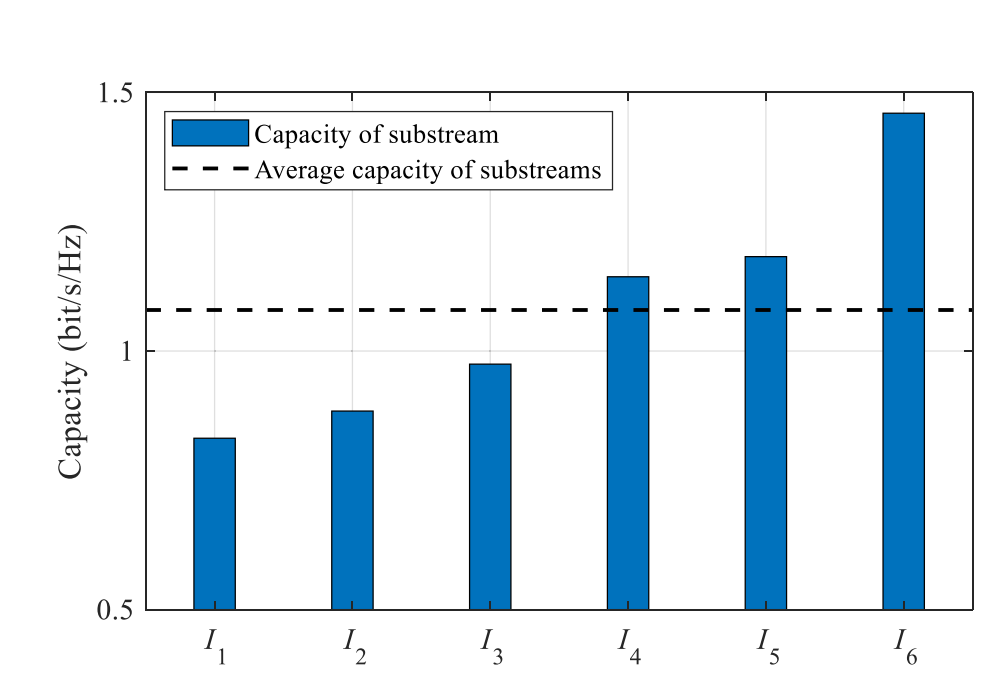 1.5
Capacity of substream
Average capacity of substreams
Capacity (bit/s/Hz)
1
0.5
I1 I2 I3 I4 I5 I6